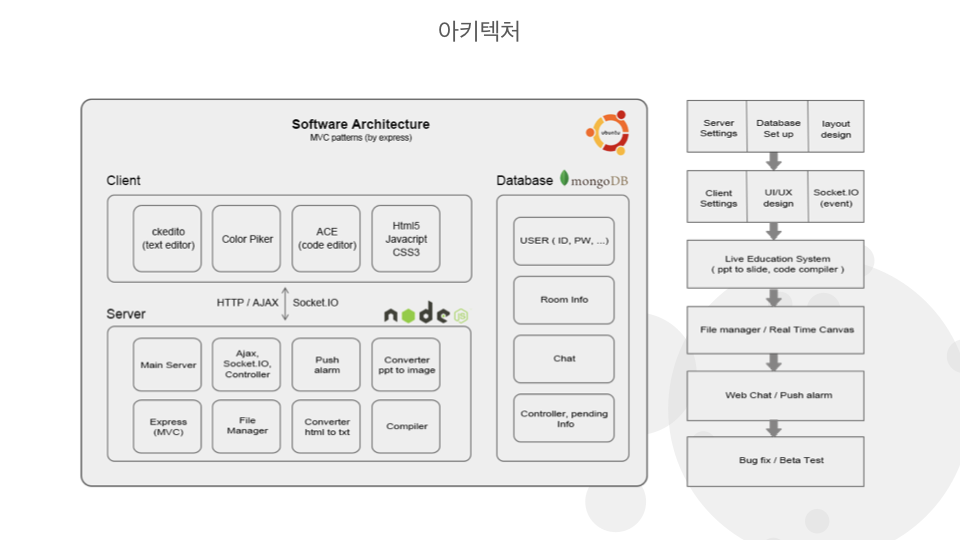 아키텍처
Software Architecture
MVC patterns (by express)
ubuntu
Client
ckedito
(text editor)
Color Piker
ACE
(code editor)
Html5
Javacript
CSS3
HTTP / AJAX
Socket.IO
Server
node
JS
Main Server
Ajax,
Socket.IO,
Controller
Push
alarm
Converter
ppt to image
Express
(MVC)
File
Manager
Converter
html to txt
Compiler
Database
mongoDB
USER ( ID, PW, ...)
Room Info
Chat
Controller, pending
Info
Server
Settings
Database
Set up
layout
design
Client
Settings
UI/UX
design
Socket.IO
(event)
Live Education System
( ppt to slide, code compiler )
File manager / Real Time Canvas
Web Chat / Push alarm
Bug fix / Beta Test